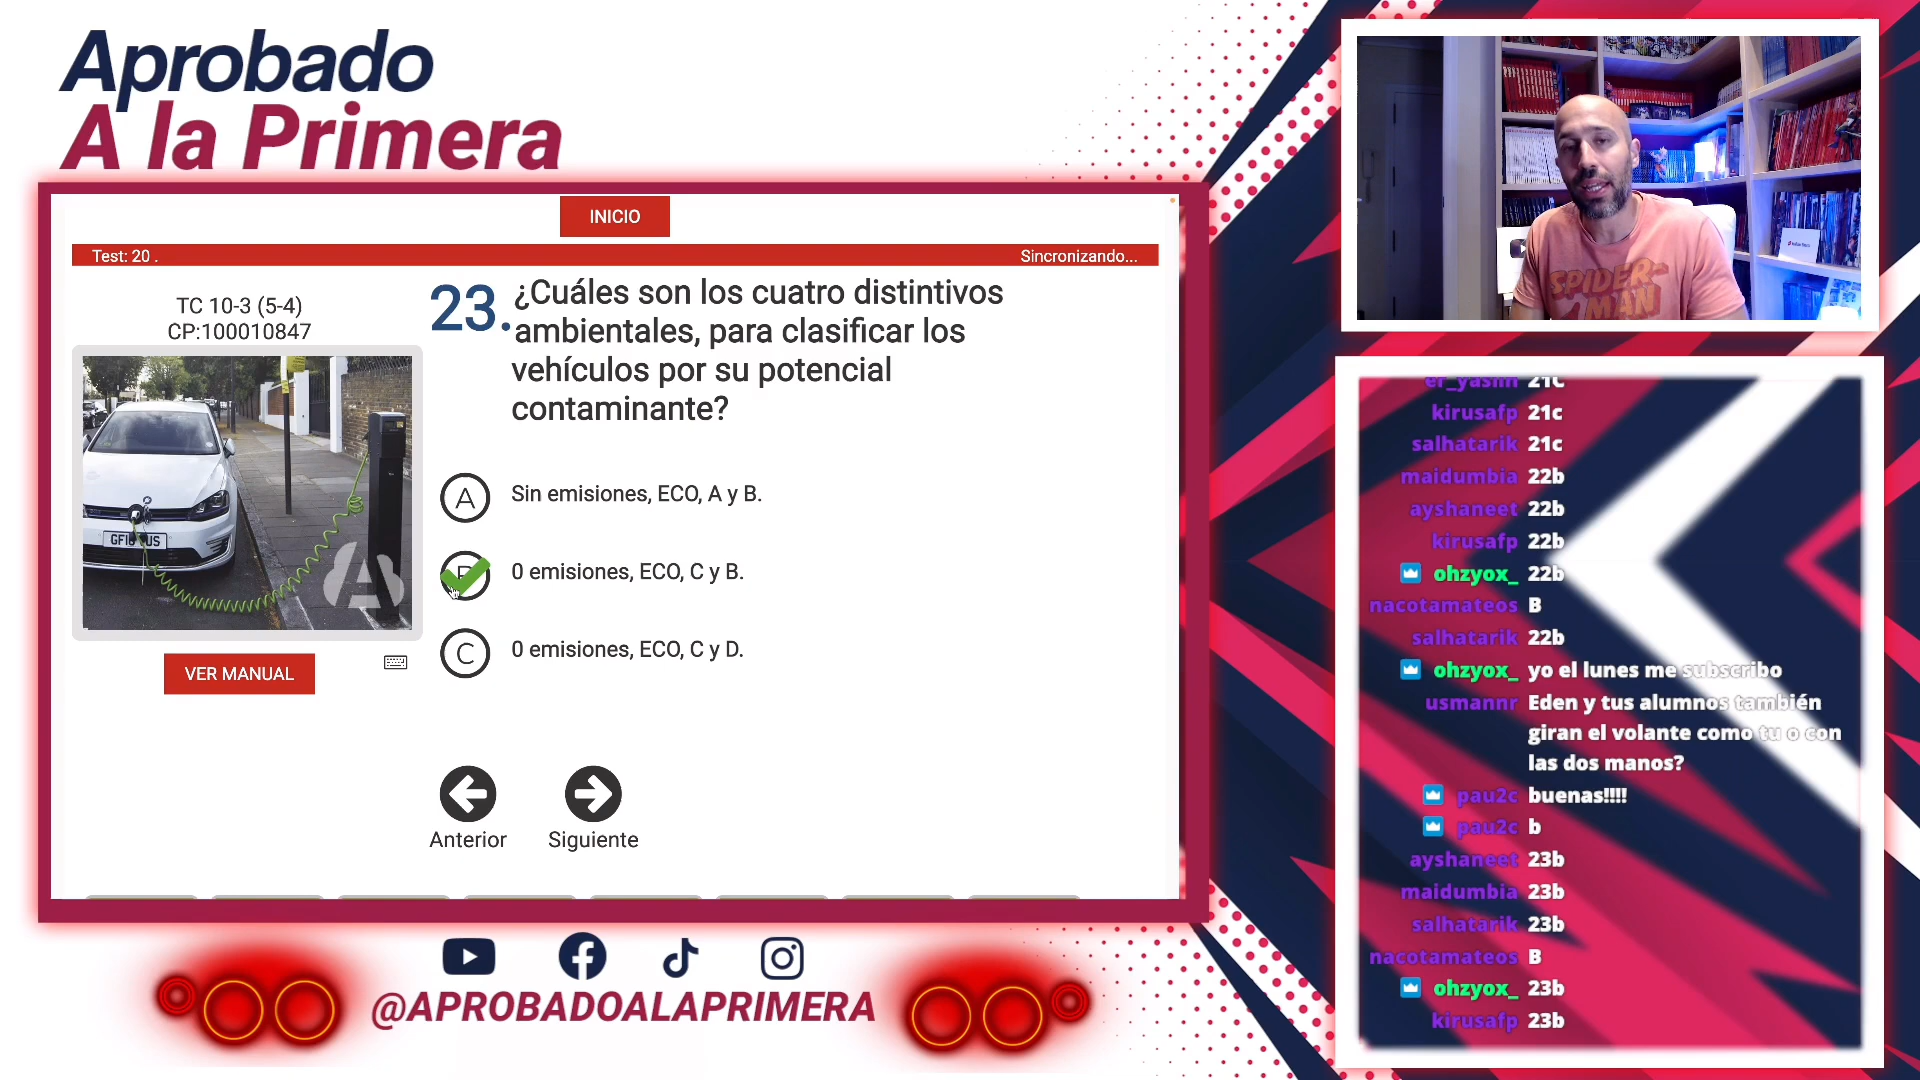 Aprobado
A la Primera
INICIO
Test: 20 .
Sincronizando...
TC 10-3 (5-4)
CP:100010847
VER MANUAL
23.
¿Cuáles son los cuatro distintivos
ambientales, para clasificar los
vehículos por su potencial
contaminante?
A
Sin emisiones, ECO, A y B.
0 emisiones, ECO, C y B.
C
0 emisiones, ECO, C y D.
Anterior
Siguiente
@APROBADOALAPRIMERA
SPIDER-
MAN
er_yasin 21c
kirusafp 21c
salhatarik 21c
maidumbia 22b
ayshaneet 22b
kirusafp 22b
ohzyox_ 22b
nacotamateos B
salhatarik 22b
ohzyox_ yo el lunes me subscribo
usmannr Eden y tus alumnos también
giran el volante como tu o con
las dos manos?
pau2c buenas!!!!
pau2c b
ayshaneet 23b
maidumbia 23b
salhatarik 23b
nacotamateos B
ohzyox_ 23b
kirusafp 23b